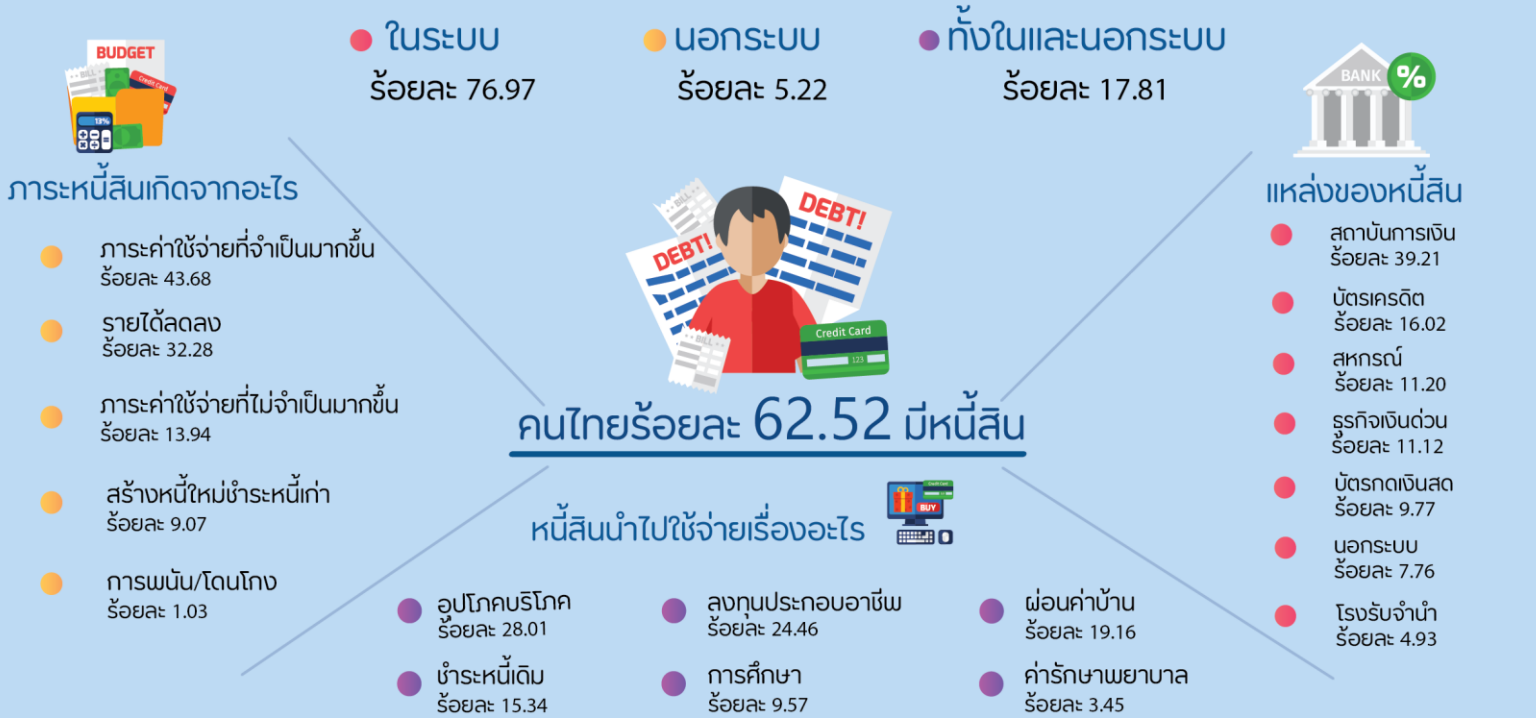 ในระบบ
ร้อยละ 76.97
นอกระบบ
ร้อยละ 5.22
ทั้งในและนอกระบบ
ร้อยละ 17.81
BUDGET
BILL
Credit Card
13%
ภาระหนี้สินเกิดจากอะไร
ภาระค่าใช้จ่ายที่จำเป็นมากขึ้น
ร้อยละ 43.68
รายได้ลดลง
ร้อยละ 32.28
ภาระค่าใช้จ่ายที่ไม่จำเป็นมากขึ้น
ร้อยละ 13.94
สร้างหนี้ใหม่ชำระหนี้เก่า
ร้อยละ 9.07
การพนัน/โดนโกง
ร้อยละ 1.03
BILL
DEBT!
DEBT!
BILL
Credit Card
123
คนไทยร้อยละ 62.52 มีหนี้สิน
หนี้สินนำไปใช้จ่ายเรื่องอะไร
Credit Card
BUY
อุปโภคบริโภค
ร้อยละ 28.01
ลงทุนประกอบอาชีพ
ร้อยละ 24.46
ผ่อนค่าบ้าน
ร้อยละ 19.16
ชำระหนี้เดิม
ร้อยละ 15.34
การศึกษา
ร้อยละ 9.57
ค่ารักษาพยาบาล
ร้อยละ 3.45
BANK %
แหล่งของหนี้สิน
สถาบันการเงิน
ร้อยละ 39.21
บัตรเครดิต
ร้อยละ 16.02
สหกรณ์
ร้อยละ 11.20
ธุรกิจเงินด่วน
ร้อยละ 11.12
บัตรกดเงินสด
ร้อยละ 9.77
นอกระบบ
ร้อยละ 7.76
โรงรับจำนำ
ร้อยละ 4.93